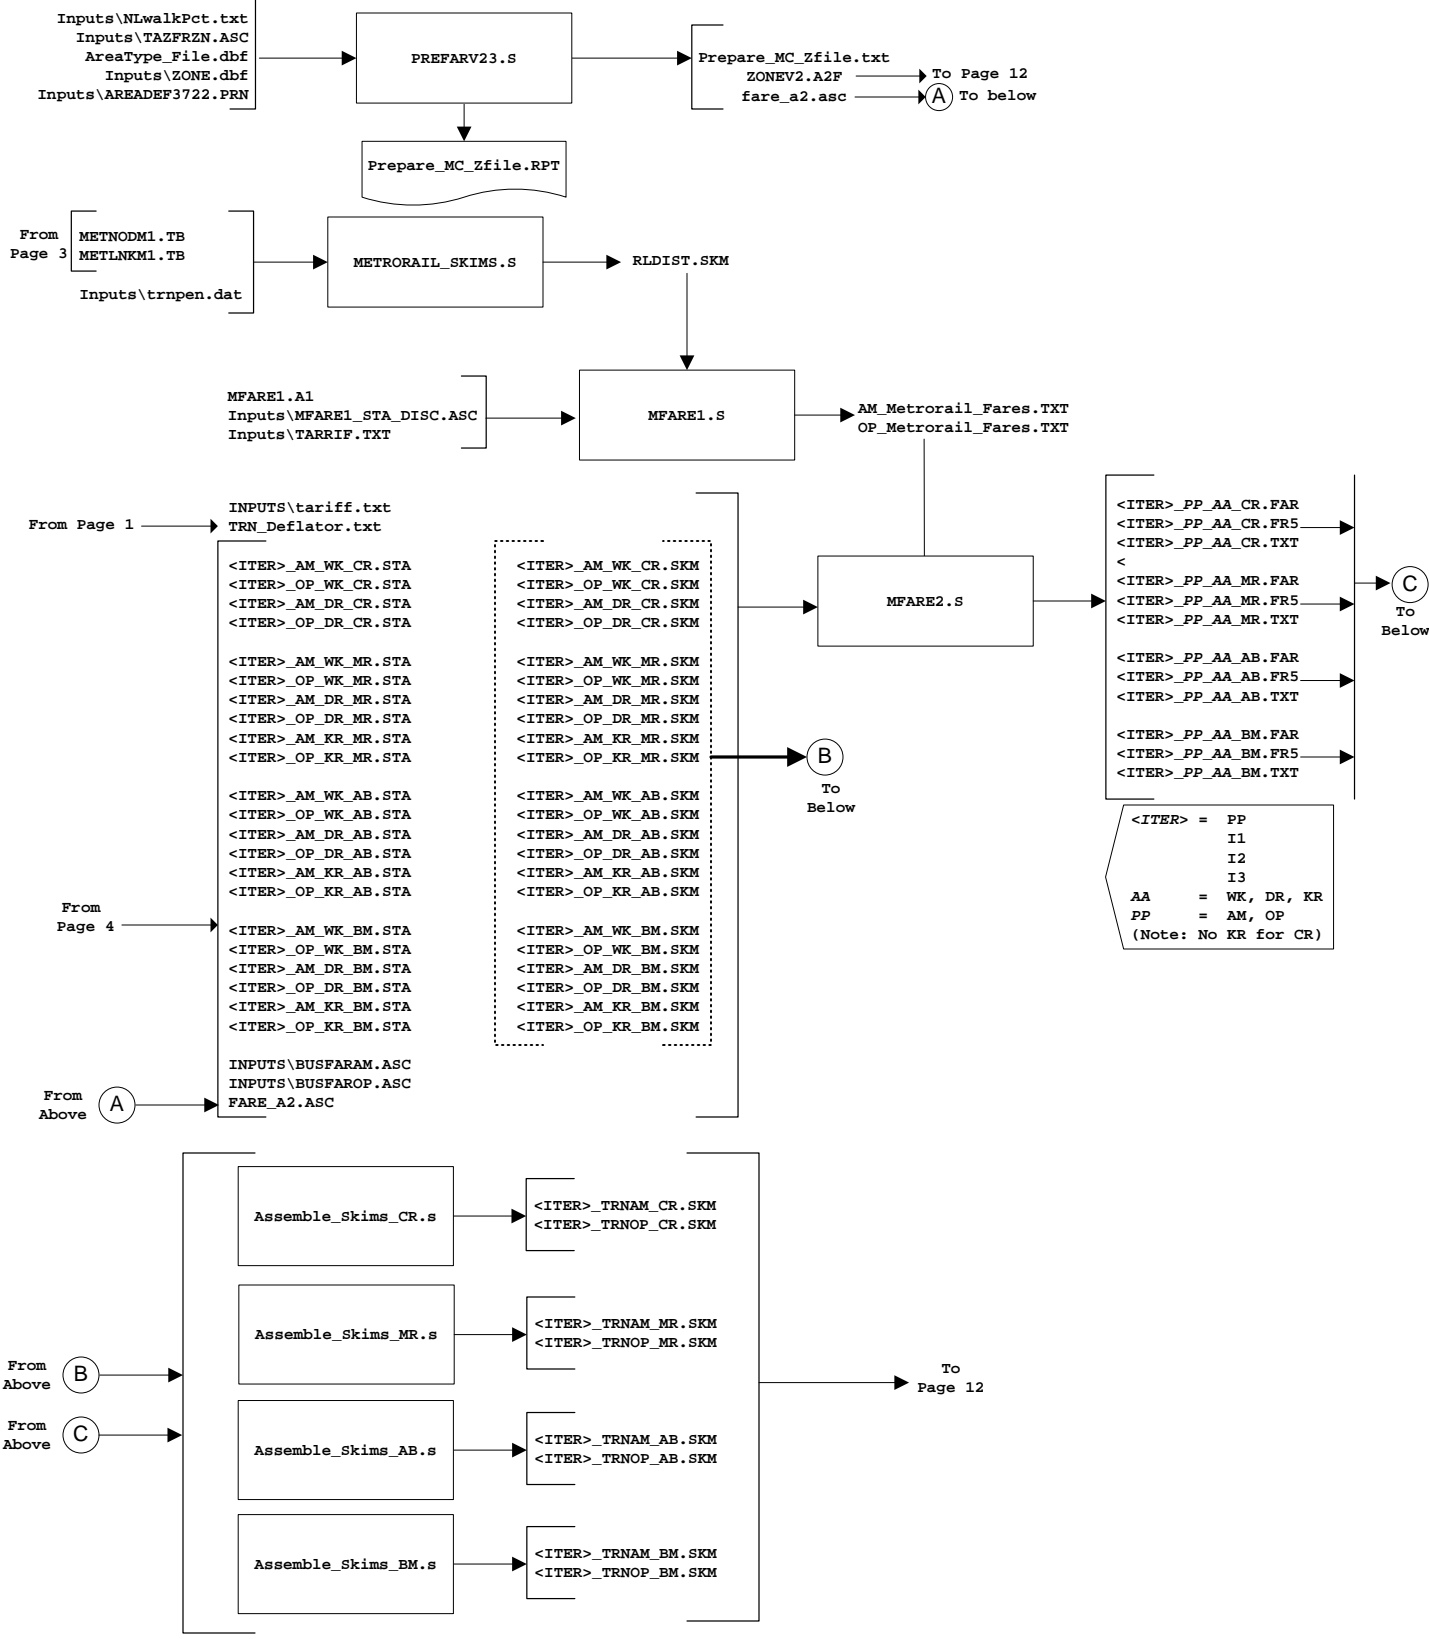 Inputs\NLwalkPct.txt
Inputs\TAZFRZN.ASC
AreaType_File.dbf
Inputs\ZONE.dbf
Inputs\AREADEF3722.PRN
PREFARV23.S
Prepare_MC_Zfile.txt
ZONEV2.A2F
To Page 12
fare_a2.asc
A
To below
Prepare_MC_Zfile.RPT
From
Page 3
METNODM1.TB
METLNKM1.TB
Inputs\trnpen.dat
METRORAIL_SKIMS.S
RLDIST.SKM
MFARE1.A1
Inputs\MFARE1_STA_DISC.ASC
Inputs\TARRIF.TXT
MFARE1.S
AM_Metrorail_Fares.TXT
OP_Metrorail_Fares.TXT
From Page 1
INPUTS\tariff.txt
TRN_Deflator.txt
<ITER>_AM_WK_CR.STA
<ITER>_OP_WK_CR.STA
<ITER>_AM_DR_CR.STA
<ITER>_OP_DR_CR.STA
<ITER>_AM_WK_MR.STA
<ITER>_OP_WK_MR.STA
<ITER>_AM_DR_MR.STA
<ITER>_OP_DR_MR.STA
<ITER>_AM_KR_MR.STA
<ITER>_OP_KR_MR.STA
<ITER>_AM_WK_AB.STA
<ITER>_OP_WK_AB.STA
<ITER>_AM_DR_AB.STA
<ITER>_OP_DR_AB.STA
<ITER>_AM_KR_AB.STA
<ITER>_OP_KR_AB.STA
From
Page 4
<ITER>_AM_WK_BM.STA
<ITER>_OP_WK_BM.STA
<ITER>_AM_DR_BM.STA
<ITER>_OP_DR_BM.STA
<ITER>_AM_KR_BM.STA
<ITER>_OP_KR_BM.STA
INPUTS\BUSFARAM.ASC
INPUTS\BUSFAROP.ASC
FARE_A2.ASC
From
Above
A
<ITER>_AM_WK_CR.SKM
<ITER>_OP_WK_CR.SKM
<ITER>_AM_DR_CR.SKM
<ITER>_OP_DR_CR.SKM
<ITER>_AM_WK_MR.SKM
<ITER>_OP_WK_MR.SKM
<ITER>_AM_DR_MR.SKM
<ITER>_OP_DR_MR.SKM
<ITER>_AM_KR_MR.SKM
<ITER>_OP_KR_MR.SKM
<ITER>_AM_WK_AB.SKM
<ITER>_OP_WK_AB.SKM
<ITER>_AM_DR_AB.SKM
<ITER>_OP_DR_AB.SKM
<ITER>_AM_KR_AB.SKM
<ITER>_OP_KR_AB.SKM
<ITER>_AM_WK_BM.SKM
<ITER>_OP_WK_BM.SKM
<ITER>_AM_DR_BM.SKM
<ITER>_OP_DR_BM.SKM
<ITER>_AM_KR_BM.SKM
<ITER>_OP_KR_BM.SKM
B
To
Below
MFARE2.S
<ITER>_PP_AA_CR.FAR
<ITER>_PP_AA_CR.FR5
<ITER>_PP_AA_CR.TXT
<
<ITER>_PP_AA_MR.FAR
<ITER>_PP_AA_MR.FR5
<ITER>_PP_AA_MR.TXT
<ITER>_PP_AA_AB.FAR
<ITER>_PP_AA_AB.FR5
<ITER>_PP_AA_AB.TXT
<ITER>_PP_AA_BM.FAR
<ITER>_PP_AA_BM.FR5
<ITER>_PP_AA_BM.TXT
C
To
Below
<ITER> = PP
I1
I2
I3
AA = WK, DR, KR
PP = AM, OP
(Note: No KR for CR)
From
Above
B
From
Above
C
Assemble_Skims_CR.s
<ITER>_TRNAM_CR.SKM
<ITER>_TRNOP_CR.SKM
Assemble_Skims_MR.s
<ITER>_TRNAM_MR.SKM
<ITER>_TRNOP_MR.SKM
Assemble_Skims_AB.s
<ITER>_TRNAM_AB.SKM
<ITER>_TRNOP_AB.SKM
Assemble_Skims_BM.s
<ITER>_TRNAM_BM.SKM
<ITER>_TRNOP_BM.SKM
To
Page 12